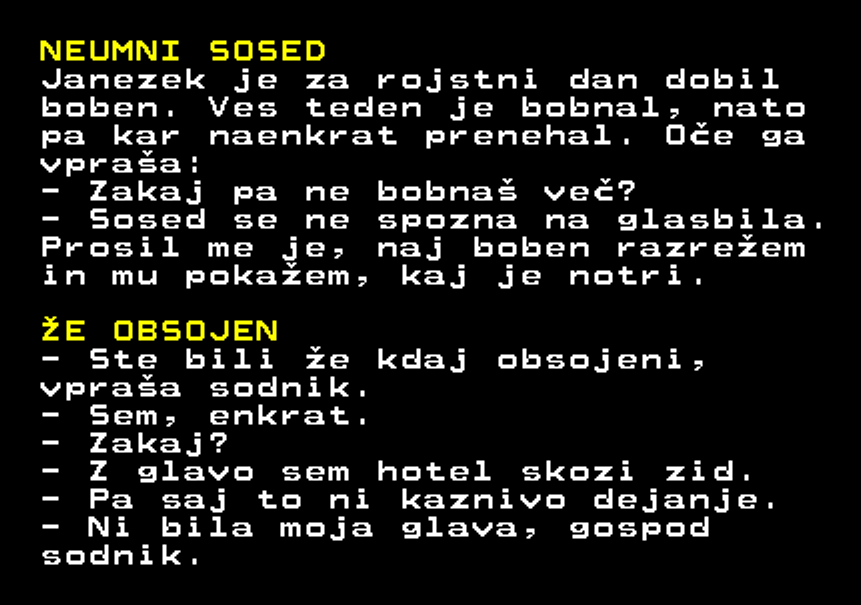 NEUMNI SOSED
Janezek je za rojstni dan dobil
boben. Ves teden je bobnal, nato
pa kar naenkrat prenehal. Oče ga
vpraša:
- Zakaj pa ne bobnaš več?
- Sosed se ne spozna na glasbila.
Prosil me je, naj boben razrežem
in mu pokažem, kaj je notri.
ŽE OBSOJEN
- Ste bili že kdaj obsojeni,
vpraša sodnik.
- Sem, enkrat.
- Zakaj?
- Z glavo sem hotel skozi zid.
- Pa saj to ni kaznivo dejanje.
- Ni bila moja glava, gospod
sodnik.